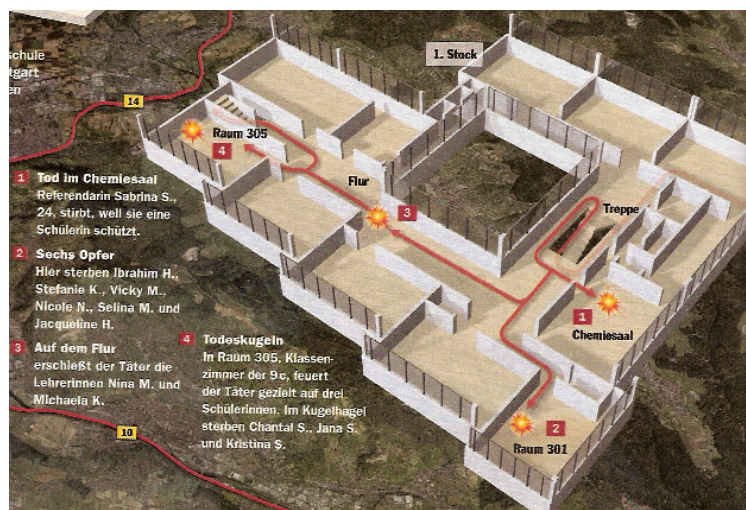 schule
tgart
en
14
1. Stock
Raum 305
4
Flur
3
Treppe
1
Chemiesaal
2
Raum 301
1 Tod im Chemiesaal
Referendarin Sabrina S.,
24, stirbt, weil sie eine
Schülerin schützt.
2 Sechs Opfer
Hier sterben Ibrahim H.,
Stefanie K., Vicky M.,
Nicole N., Selina M. und
Jacqueline H.
3 Auf dem Flur
erschießt der Täter die
Lehrerinnen Nina M. und
Michaela K.
4 Todeskugeln
In Raum 305, Klassen-
zimmer der 9c, feuert
der Täter gezielt auf drei
Schülerinnen. Im Kugelhagel
sterben Chantal S., Jana S.
und Kristina S.
10